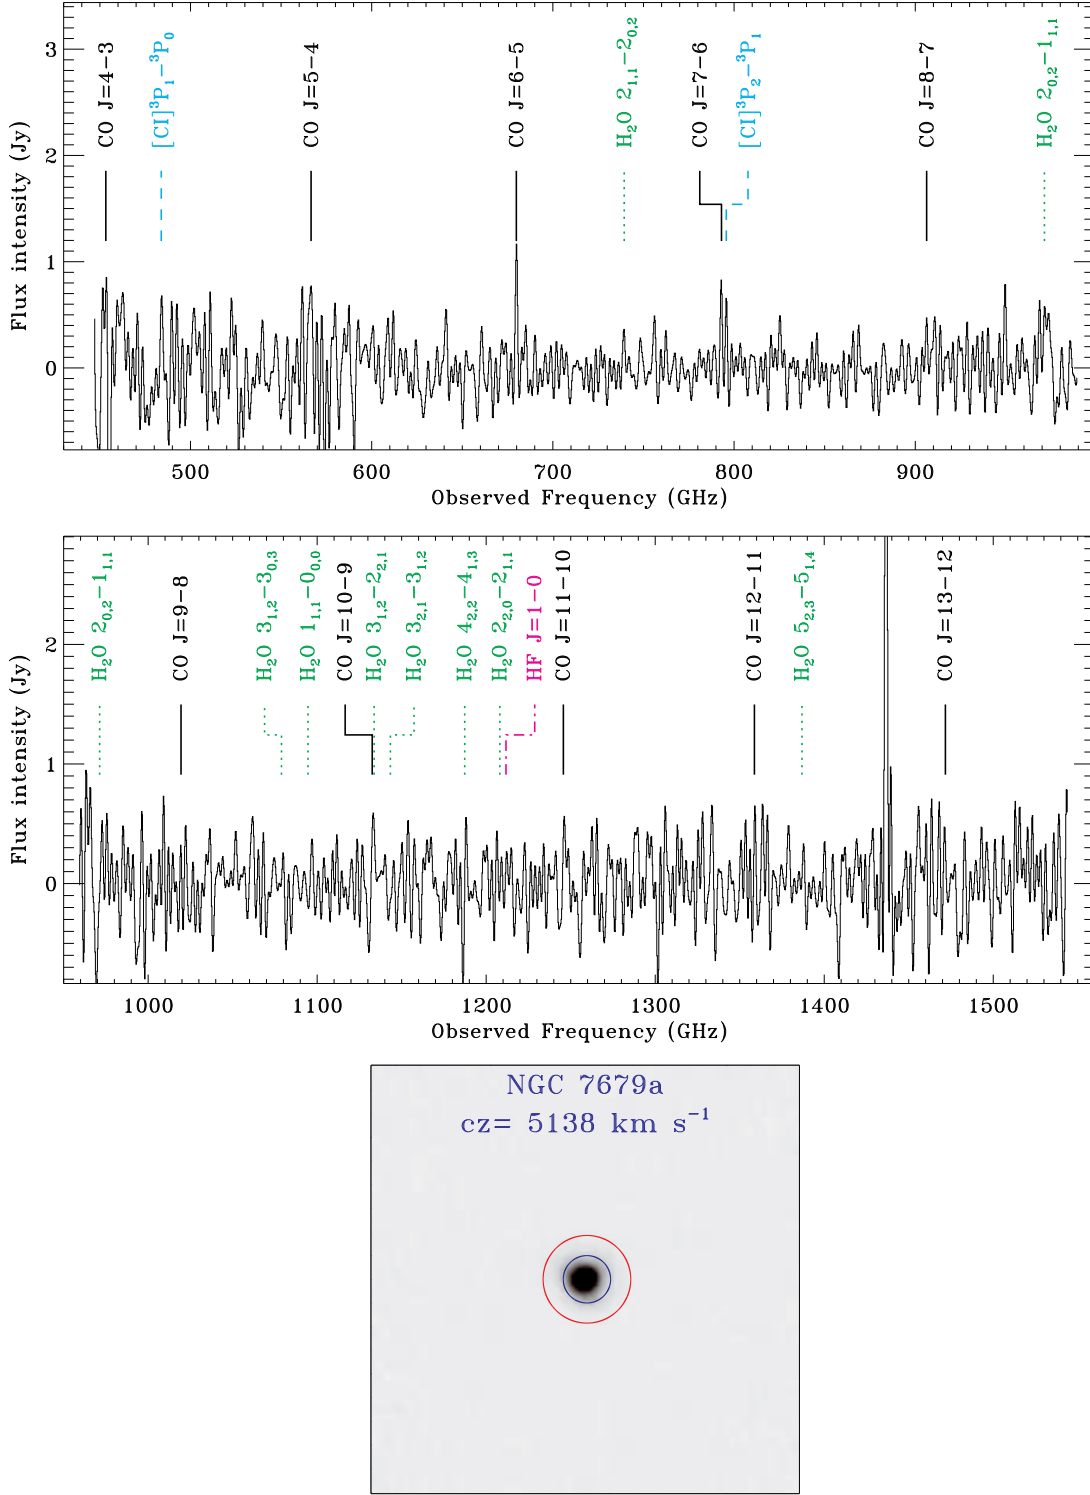 CO J=4−3
[CI]³P₁−³P₀
CO J=5−4
CO J=6−5
H₂O 2₁,₁−2₀,₂
CO J=7−6
[CI]³P₂−³P₁
CO J=8−7
H₂O 2₀,₂−1₁,₁
Flux intensity (Jy)
3
2
1
0
500
600
700
800
900
Observed Frequency (GHz)
H₂O 2₀,₂−1₁,₁
CO J=9−8
H₂O 3₁,₂−3₀,₃
H₂O 1₁,₁−0₀,₀
CO J=10−9
H₂O 3₁,₂−2₂,₁
H₂O 3₂,₁−3₁,₂
H₂O 4₂,₂−4₁,₃
H₂O 2₂,₀−2₁,₁
HF J=1−0
CO J=11−10
CO J=12−11
H₂O 5₂,₃−5₁,₄
CO J=13−12
Flux intensity (Jy)
2
1
0
1000
1100
1200
1300
1400
1500
Observed Frequency (GHz)
NGC 7679a
cz= 5138 km s⁻¹